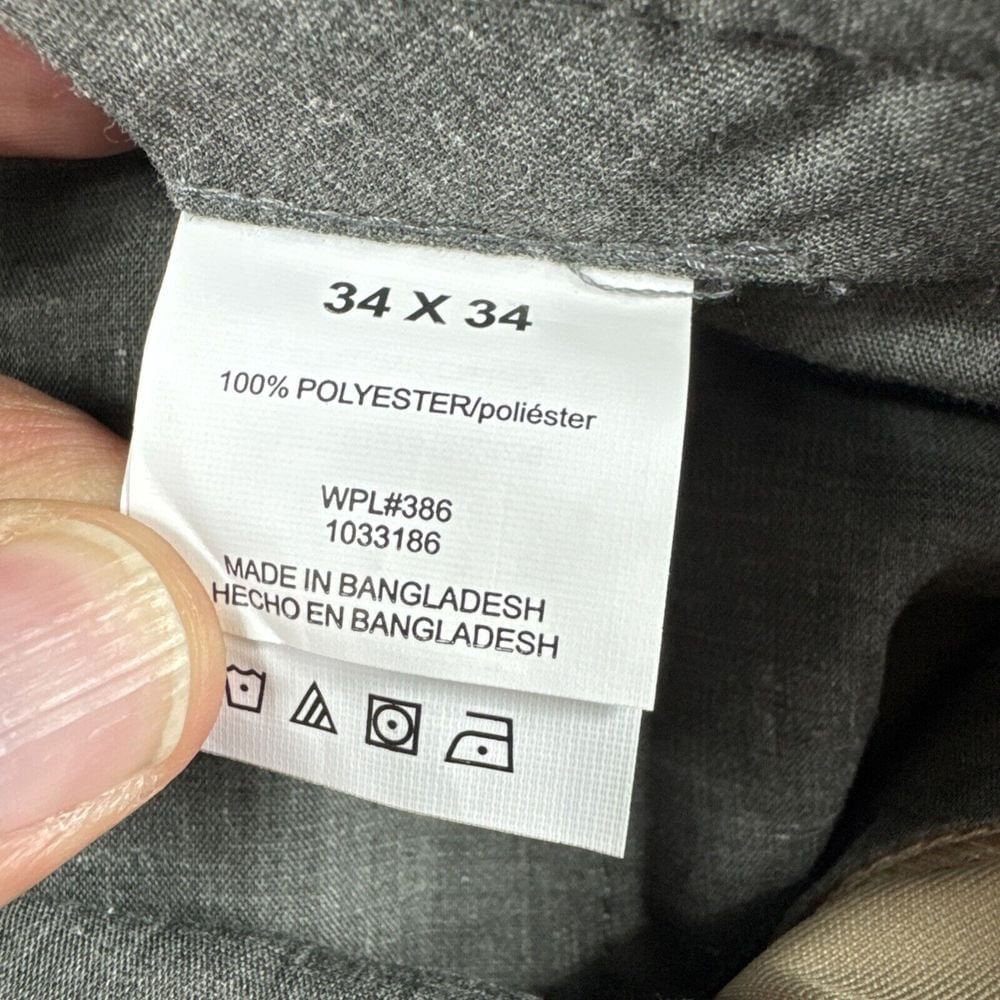 34 X 34
100% POLYESTER/poliéster
WPL#386
1033186
MADE IN BANGLADESH
HECHO EN BANGLADESH